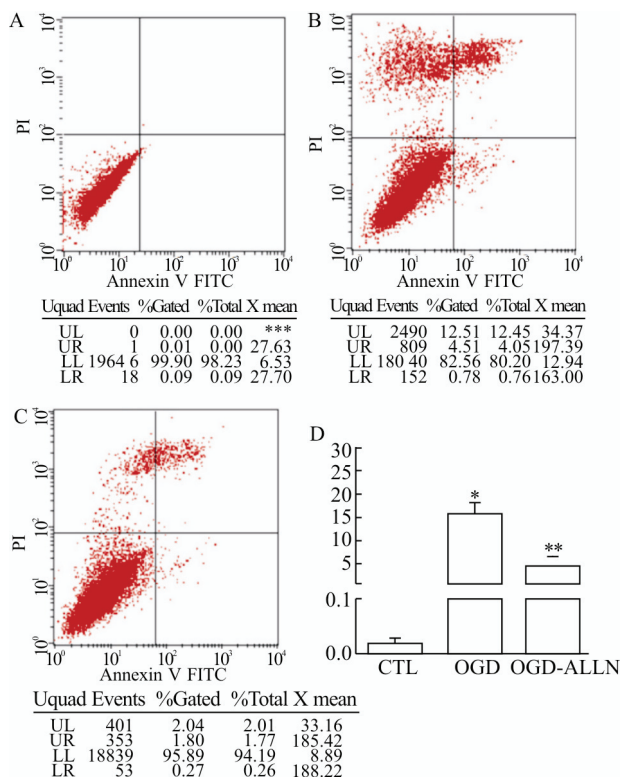 A
10⁴
10³
10²
10¹
10⁰
PI
10⁰ 10¹ 10² 10³ 10⁴
Annexin V FITC
Uquad Events %Gated %Total X mean
UL 0 0.00 0.00 ***
UR 1 0.01 0.00 27.63
LL 1964 6 99.90 98.23 6.53
LR 18 0.09 0.09 27.70
B
10⁴
10³
10²
10¹
10⁰
PI
10⁰ 10¹ 10² 10³ 10⁴
Annexin V FITC
Uquad Events %Gated %Total X mean
UL 2490 12.51 12.45 34.37
UR 809 4.51 4.05 197.39
LL 180 40 82.56 80.20 12.94
LR 152 0.78 0.76 163.00
C
10⁴
10³
10²
10¹
10⁰
PI
10⁰ 10¹ 10² 10³ 10⁴
Annexin V FITC
Uquad Events %Gated %Total X mean
UL 401 2.04 2.01 33.16
UR 353 1.80 1.77 185.42
LL 18839 95.89 94.19 8.89
LR 53 0.27 0.26 188.22
D
30
25
20
15
10
5
0.1
0.0
*
**
CTL OGD OGD-ALLN